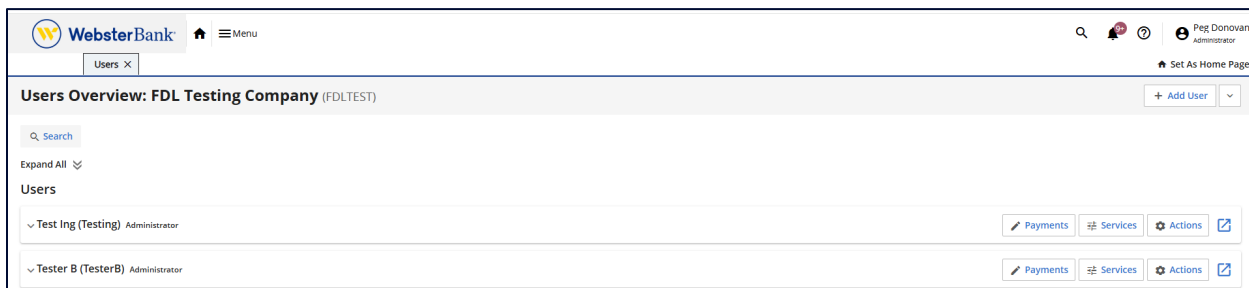 WebsterBank Menu 9+ Peg Donovan
Administrator
Users Set As Home Page
Users Overview: FDL Testing Company (FDLTEST) + Add User
Search
Expand All
Users
Test Ing (Testing) Administrator Payments Services Actions
Tester B (TesterB) Administrator Payments Services Actions